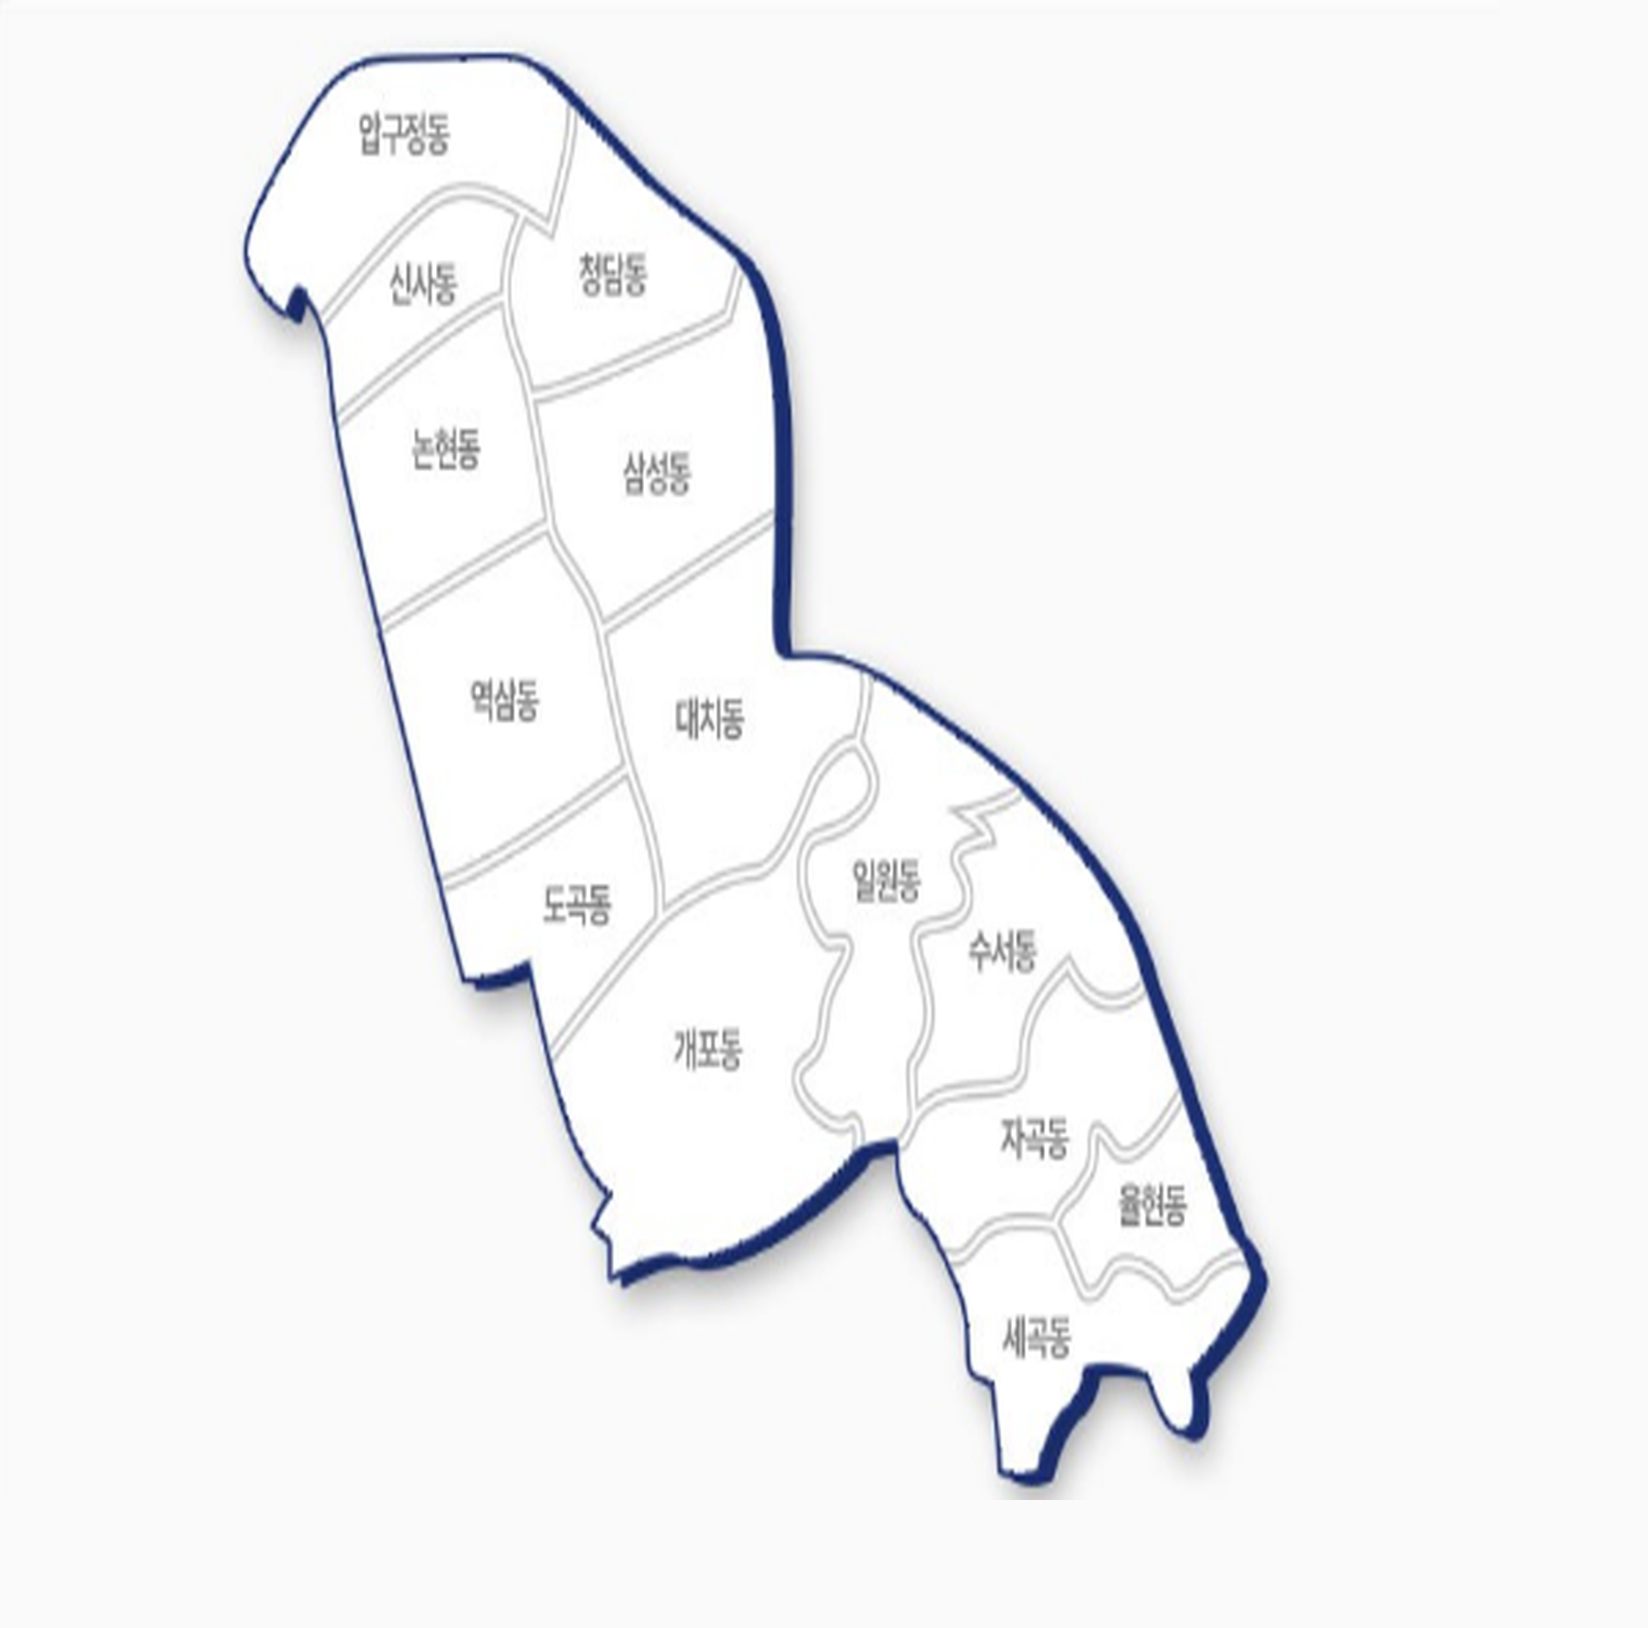 압구정동
신사동
청담동
논현동
삼성동
역삼동
대치동
도곡동
일원동
수서동
개포동
자곡동
율현동
세곡동